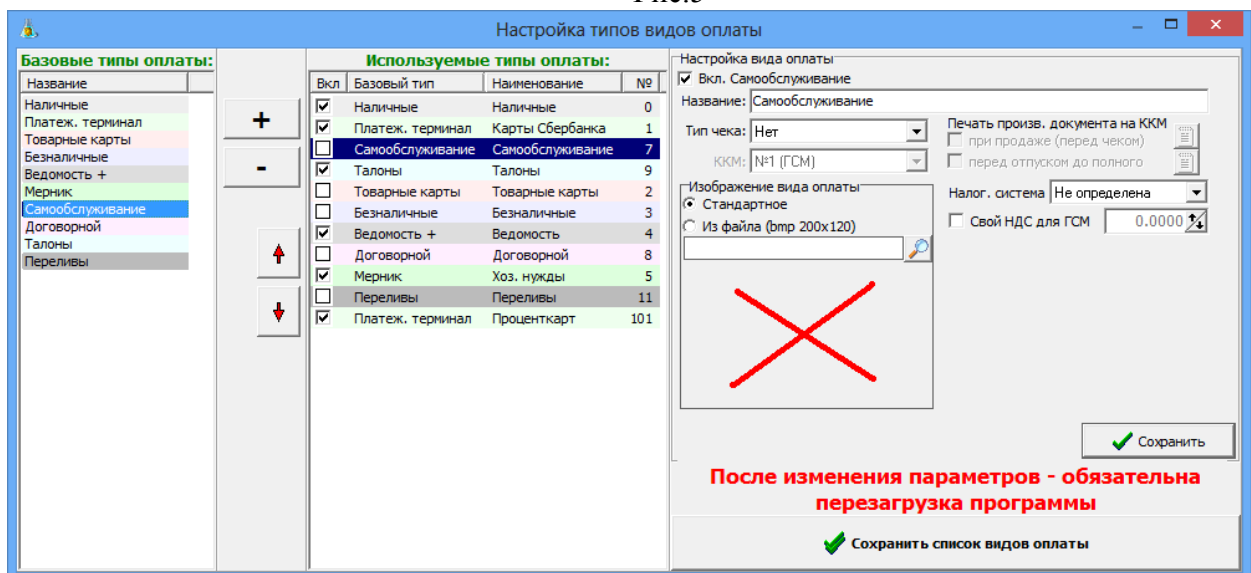 Настройка типов видов оплаты
Базовые типы оплаты:
Название
Наличные
Платеж. терминал
Товарные карты
Безналичные
Ведомость +
Мерник
Самообслуживание
Договорной
Талоны
Переливы
+
-
Используемые типы оплаты:
Вкл Базовый тип Наименование №
Наличные Наличные 0
Платеж. терминал Карты Сбербанка 1
Самообслуживание Самообслуживание 7
Талоны Талоны 9
Товарные карты Товарные карты 2
Безналичные Безналичные 3
Ведомость + Ведомость 4
Договорной Договорной 8
Мерник Хоз. нужды 5
Переливы Переливы 11
Платеж. терминал Проценткарт 101
Настройка вида оплаты
Вкл. Самообслуживание
Название: Самообслуживание
Тип чека: Нет
ККМ: №1 (ГСМ)
Печать произв. документа на ККМ
при продаже (перед чеком)
перед отпуском до полного
Изображение вида оплаты
Стандартное
Из файла (bmp 200x120)
Налог. система Не определена
Свой НДС для ГСМ 0.0000
Сохранить
После изменения параметров - обязательна
перезагрузка программы
Сохранить список видов оплаты